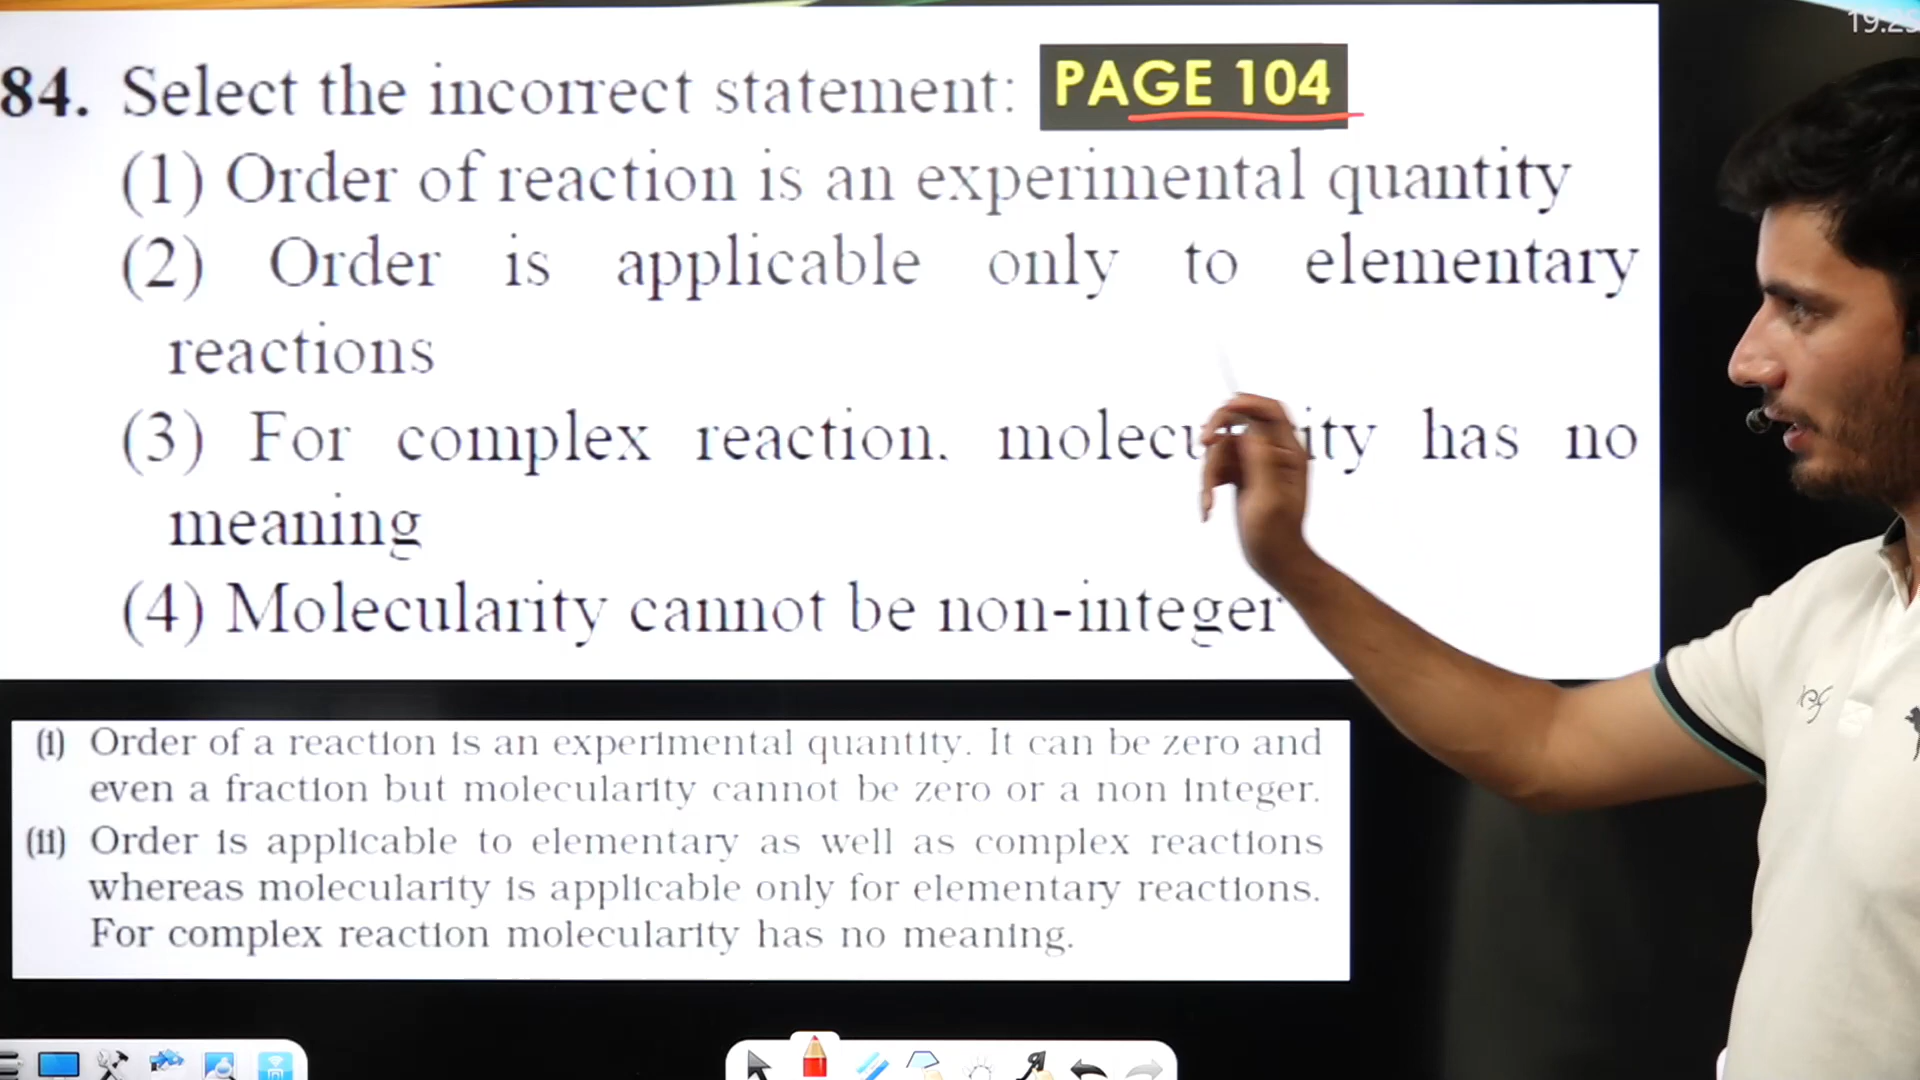 84. Select the incorrect statement: PAGE 104
(1) Order of reaction is an experimental quantity
(2) Order is applicable only to elementary
reactions
(3) For complex reaction. has no
meaning
(4) Molecularity cannot be non-integer
(i) Order of a reaction is an experimental quantity. It can be zero and
even a fraction but molecularity cannot be zero or a non integer.
(ii) Order is applicable to elementary as well as complex reactions
whereas molecularity is applicable only for elementary reactions.
For complex reaction molecularity has no meaning.